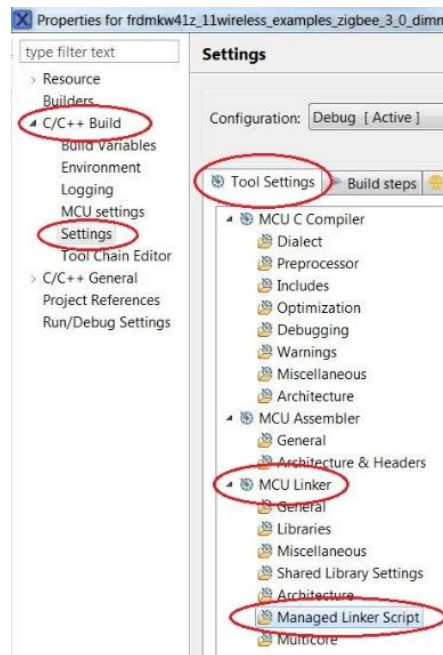 Properties for frdmkw41z_11wireless_examples_zigbee_3_0_dimm
type filter text
Settings
Resource
Builders
C/C++ Build
Build Variables
Environment
Logging
MCU settings
Settings
Tool Chain Editor
C/C++ General
Project References
Run/Debug Settings
Configuration: Debug [ Active ]
Tool Settings
Build steps
MCU C Compiler
Dialect
Preprocessor
Includes
Optimization
Debugging
Warnings
Miscellaneous
Architecture
MCU Assembler
General
Architecture & Headers
MCU Linker
General
Libraries
Miscellaneous
Shared Library Settings
Architecture
Managed Linker Script
Multicore